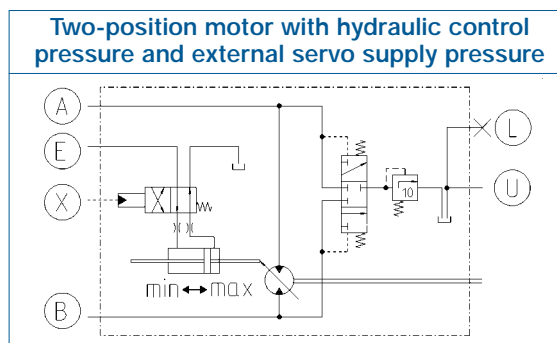 Two-position motor with hydraulic control
pressure and external servo supply pressure
A
L
E
U
X
10
min max
B